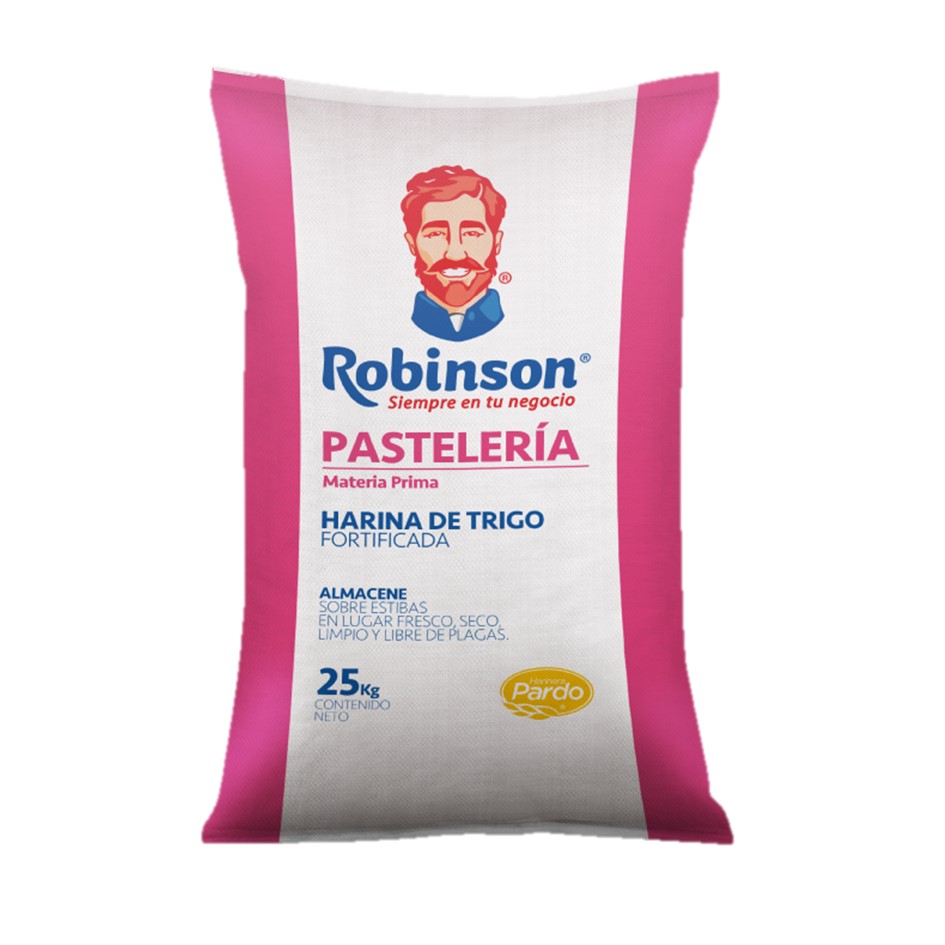 ®
Robinson®
Siempre en tu negocio
PASTELERÍA
Materia Prima
HARINA DE TRIGO
FORTIFICADA
ALMACENE
SOBRE ESTIBAS
EN LUGAR FRESCO, SECO,
LIMPIO Y LIBRE DE PLAGAS.
25Kg
CONTENIDO
NETO
Harinera
Pardo
®